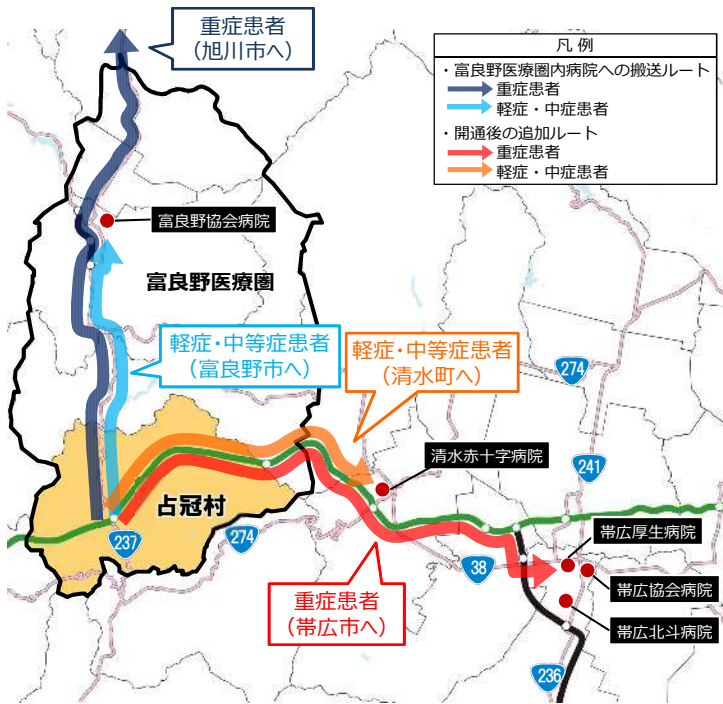 重症患者
（旭川市へ）
凡 例
・富良野医療圏内病院への搬送ルート
重症患者
軽症・中症患者
・開通後の追加ルート
重症患者
軽症・中症患者
富良野協会病院
富良野医療圏
軽症・中等症患者
（富良野市へ）
軽症・中等症患者
（清水町へ）
274
清水赤十字病院
241
占冠村
237
274
38
帯広厚生病院
帯広協会病院
帯広北斗病院
重症患者
（帯広市へ）
236